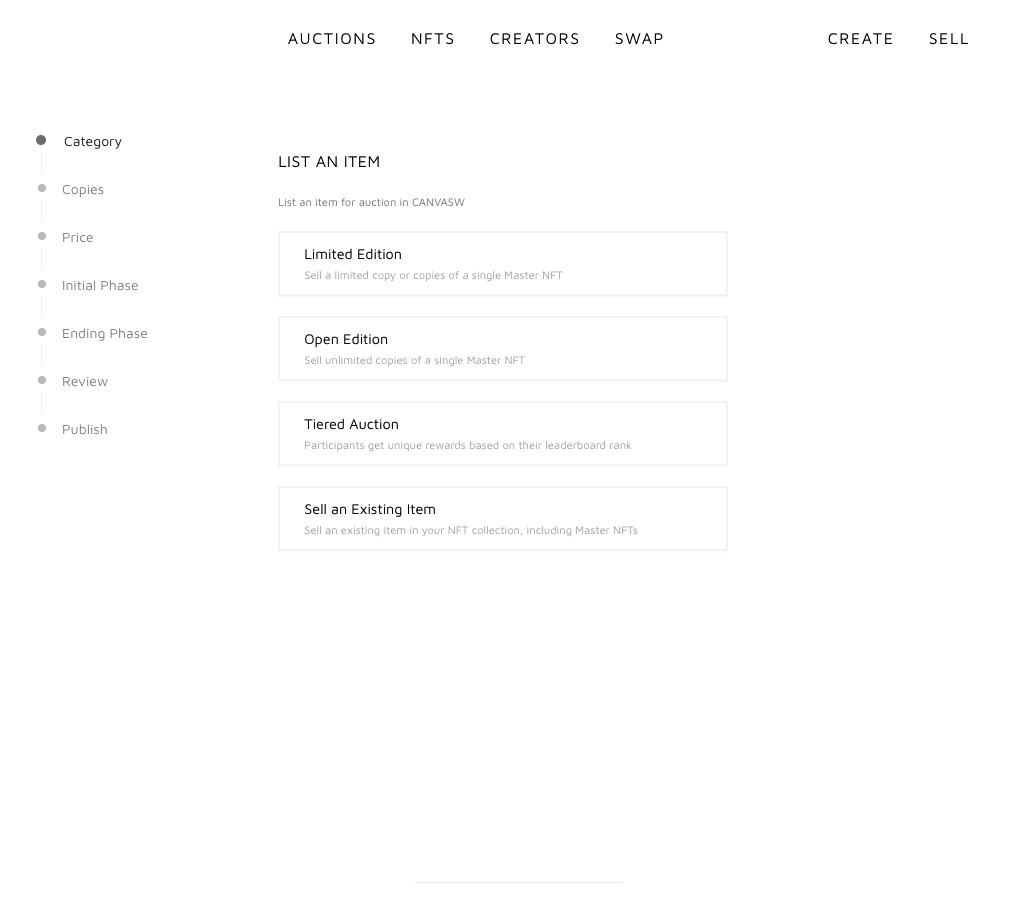 AUCTIONS NFTS CREATORS SWAP CREATE SELL
Category
Copies
Price
Initial Phase
Ending Phase
Review
Publish
LIST AN ITEM
List an item for auction in CANVASW
Limited Edition
Sell a limited copy or copies of a single Master NFT
Open Edition
Sell unlimited copies of a single Master NFT
Tiered Auction
Participants get unique rewards based on their leaderboard rank
Sell an Existing Item
Sell an existing item in your NFT collection, including Master NFTs